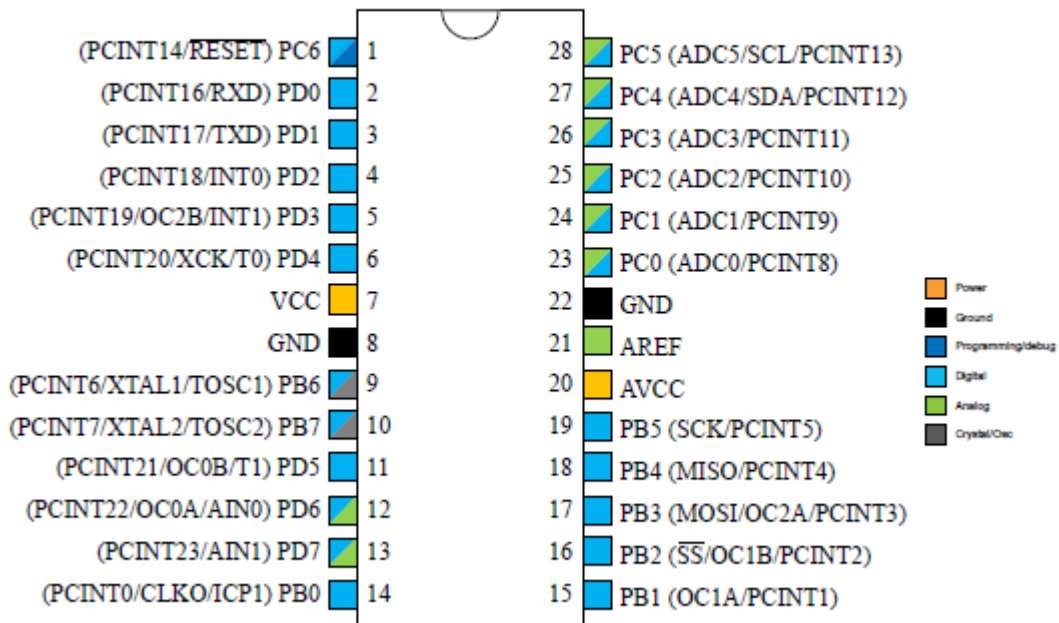 (PCINT14/RESET) PC6 1
(PCINT16/RXD) PD0 2
(PCINT17/TXD) PD1 3
(PCINT18/INT0) PD2 4
(PCINT19/OC2B/INT1) PD3 5
(PCINT20/XCK/T0) PD4 6
VCC 7
GND 8
(PCINT6/XTAL1/TOSC1) PB6 9
(PCINT7/XTAL2/TOSC2) PB7 10
(PCINT21/OC0B/T1) PD5 11
(PCINT22/OC0A/AIN0) PD6 12
(PCINT23/AIN1) PD7 13
(PCINT0/CLKO/ICP1) PB0 14
28 PC5 (ADC5/SCL/PCINT13)
27 PC4 (ADC4/SDA/PCINT12)
26 PC3 (ADC3/PCINT11)
25 PC2 (ADC2/PCINT10)
24 PC1 (ADC1/PCINT9)
23 PC0 (ADC0/PCINT8)
22 GND
21 AREF
20 AVCC
19 PB5 (SCK/PCINT5)
18 PB4 (MISO/PCINT4)
17 PB3 (MOSI/OC2A/PCINT3)
16 PB2 (SS/OC1B/PCINT2)
15 PB1 (OC1A/PCINT1)
Power
Ground
Programming/debug
Digital
Analog
Crystal/Osc